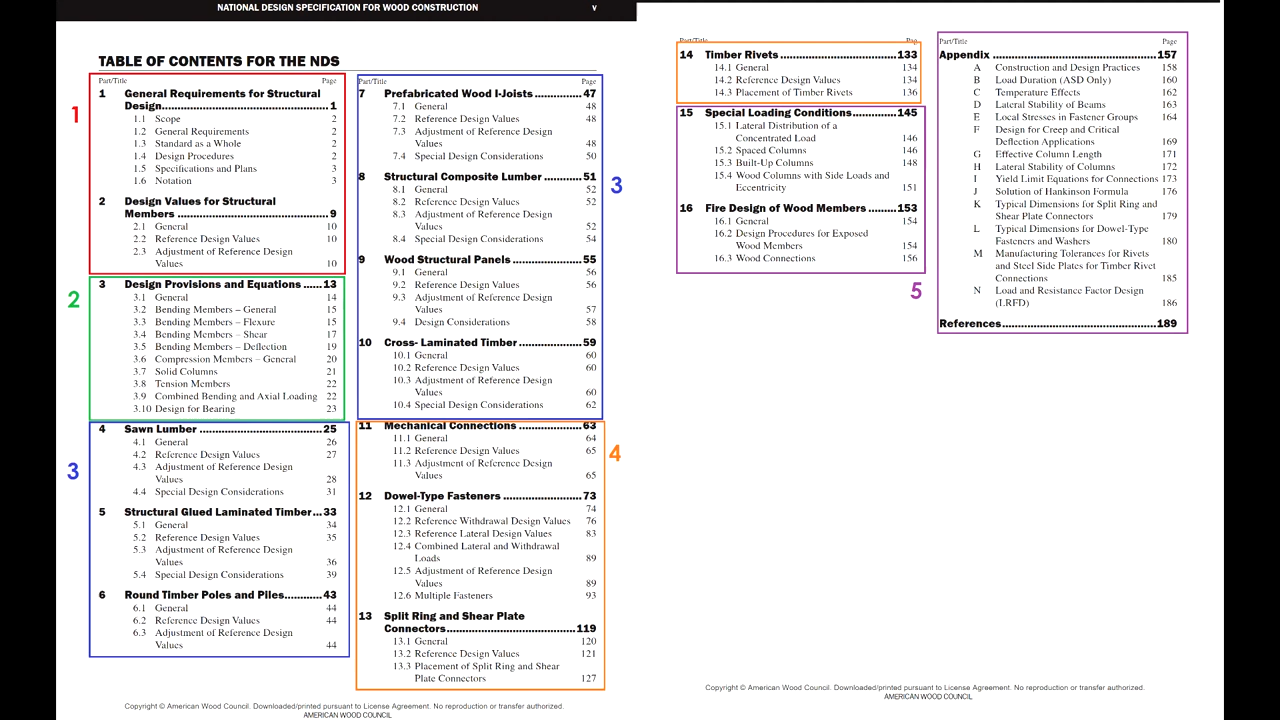 NATIONAL DESIGN SPECIFICATION FOR WOOD CONSTRUCTION v
TABLE OF CONTENTS FOR THE NDS
Part/Title Page
1
1 General Requirements for Structural
Design.......................................................1
1.1 Scope 2
1.2 General Requirements 2
1.3 Standard as a Whole 2
1.4 Design Procedures 2
1.5 Specifications and Plans 3
1.6 Notation 3
2 Design Values for Structural
Members ..................................................9
2.1 General 10
2.2 Reference Design Values 10
2.3 Adjustment of Reference Design
Values 10
2
3 Design Provisions and Equations ......13
3.1 General 14
3.2 Bending Members – General 15
3.3 Bending Members – Flexure 15
3.4 Bending Members – Shear 17
3.5 Bending Members – Deflection 19
3.6 Compression Members – General 20
3.7 Solid Columns 21
3.8 Tension Members 22
3.9 Combined Bending and Axial Loading 22
3.10 Design for Bearing 23
3
4 Sawn Lumber ........................................25
4.1 General 26
4.2 Reference Design Values 27
4.3 Adjustment of Reference Design
Values 28
4.4 Special Design Considerations 31
5 Structural Glued Laminated Timber...33
5.1 General 34
5.2 Reference Design Values 35
5.3 Adjustment of Reference Design
Values 36
5.4 Special Design Considerations 39
6 Round Timber Poles and Piles............43
6.1 General 44
6.2 Reference Design Values 44
6.3 Adjustment of Reference Design
Values 44
Part/Title Page
7 Prefabricated Wood I-Joists ................47
7.1 General 48
7.2 Reference Design Values 48
7.3 Adjustment of Reference Design
Values 48
7.4 Special Design Considerations 50
3
8 Structural Composite Lumber .............51
8.1 General 52
8.2 Reference Design Values 52
8.3 Adjustment of Reference Design
Values 52
8.4 Special Design Considerations 54
9 Wood Structural Panels .......................55
9.1 General 56
9.2 Reference Design Values 56
9.3 Adjustment of Reference Design
Values 57
9.4 Design Considerations 58
10 Cross- Laminated Timber .....................59
10.1 General 60
10.2 Reference Design Values 60
10.3 Adjustment of Reference Design
Values 60
10.4 Special Design Considerations 62
11 Mechanical Connections .....................63
11.1 General 64
11.2 Reference Design Values 65
11.3 Adjustment of Reference Design
Values 65
4
12 Dowel-Type Fasteners .........................73
12.1 General 74
12.2 Reference Withdrawal Design Values 76
12.3 Reference Lateral Design Values 83
12.4 Combined Lateral and Withdrawal
Loads 89
12.5 Adjustment of Reference Design
Values 89
12.6 Multiple Fasteners 93
13 Split Ring and Shear Plate
Connectors.........................................119
13.1 General 120
13.2 Reference Design Values 121
13.3 Placement of Split Ring and Shear
Plate Connectors 127
Copyright © American Wood Council. Downloaded/printed pursuant to License Agreement. No reproduction or transfer authorized.
AMERICAN WOOD COUNCIL
Part/Title Pag
14 Timber Rivets .....................................133
14.1 General 134
14.2 Reference Design Values 134
14.3 Placement of Timber Rivets 136
15 Special Loading Conditions..............145
15.1 Lateral Distribution of a
Concentrated Load 146
15.2 Spaced Columns 146
15.3 Built-Up Columns 148
15.4 Wood Columns with Side Loads and
Eccentricity 151
16 Fire Design of Wood Members .........153
16.1 General 154
16.2 Design Procedures for Exposed
Wood Members 154
16.3 Wood Connections 156
5
Part/Title Page
Appendix .......................................................157
A Construction and Design Practices 158
B Load Duration (ASD Only) 160
C Temperature Effects 162
D Lateral Stability of Beams 163
E Local Stresses in Fastener Groups 164
F Design for Creep and Critical
Deflection Applications 169
G Effective Column Length 171
H Lateral Stability of Columns 172
I Yield Limit Equations for Connections 173
J Solution of Hankinson Formula 176
K Typical Dimensions for Split Ring and
Shear Plate Connectors 179
L Typical Dimensions for Dowel-Type
Fasteners and Washers 180
M Manufacturing Tolerances for Rivets
and Steel Side Plates for Timber Rivet
Connections 185
N Load and Resistance Factor Design
(LRFD) 186
References...................................................189
Copyright © American Wood Council. Downloaded/printed pursuant to License Agreement. No reproduction or transfer authorized.
AMERICAN WOOD COUNCIL